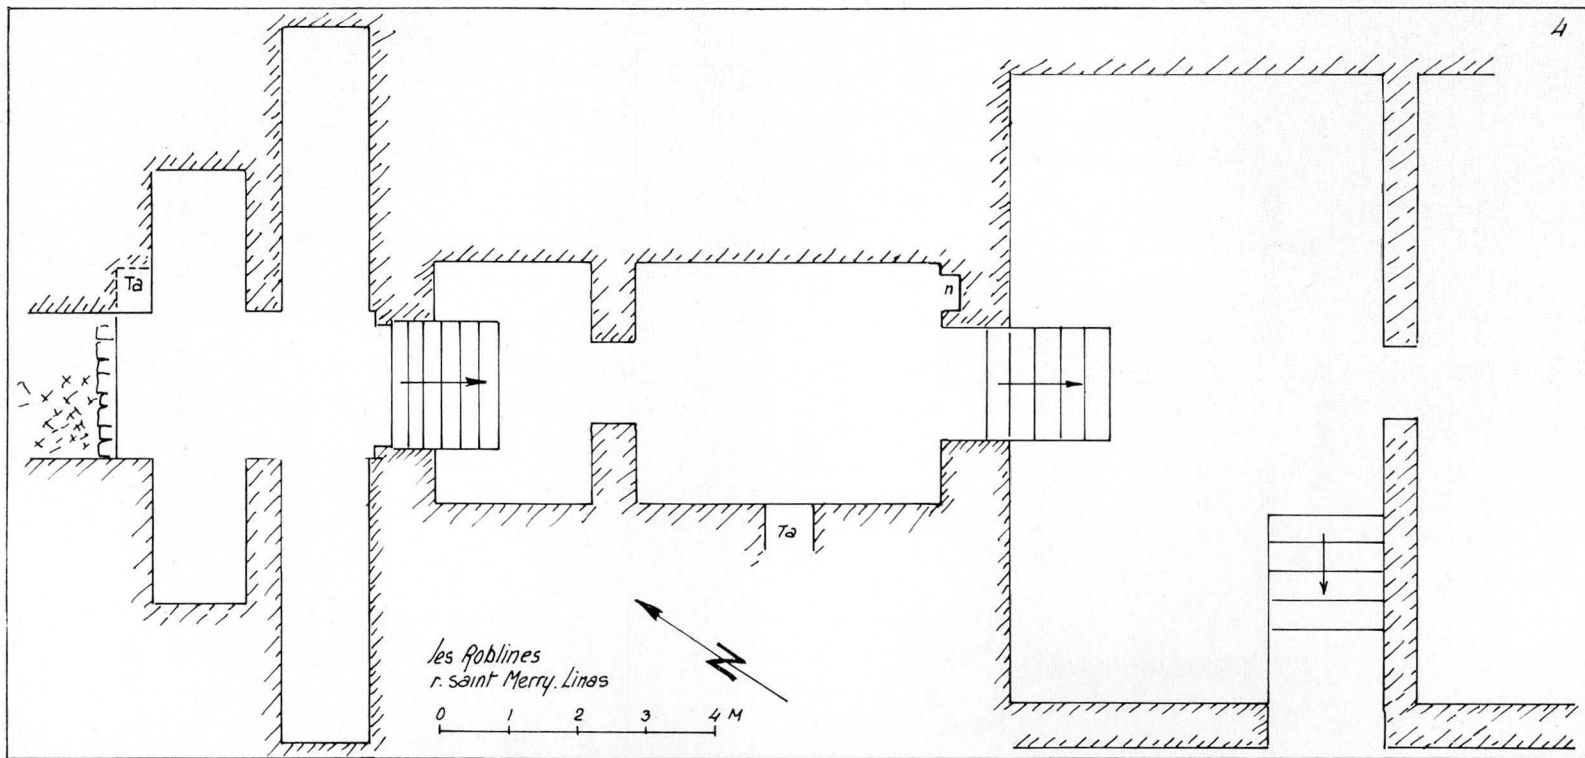 4
Ta
n
Ta
N
les Roblines
r. saint Merry. Linas
0 1 2 3 4 M